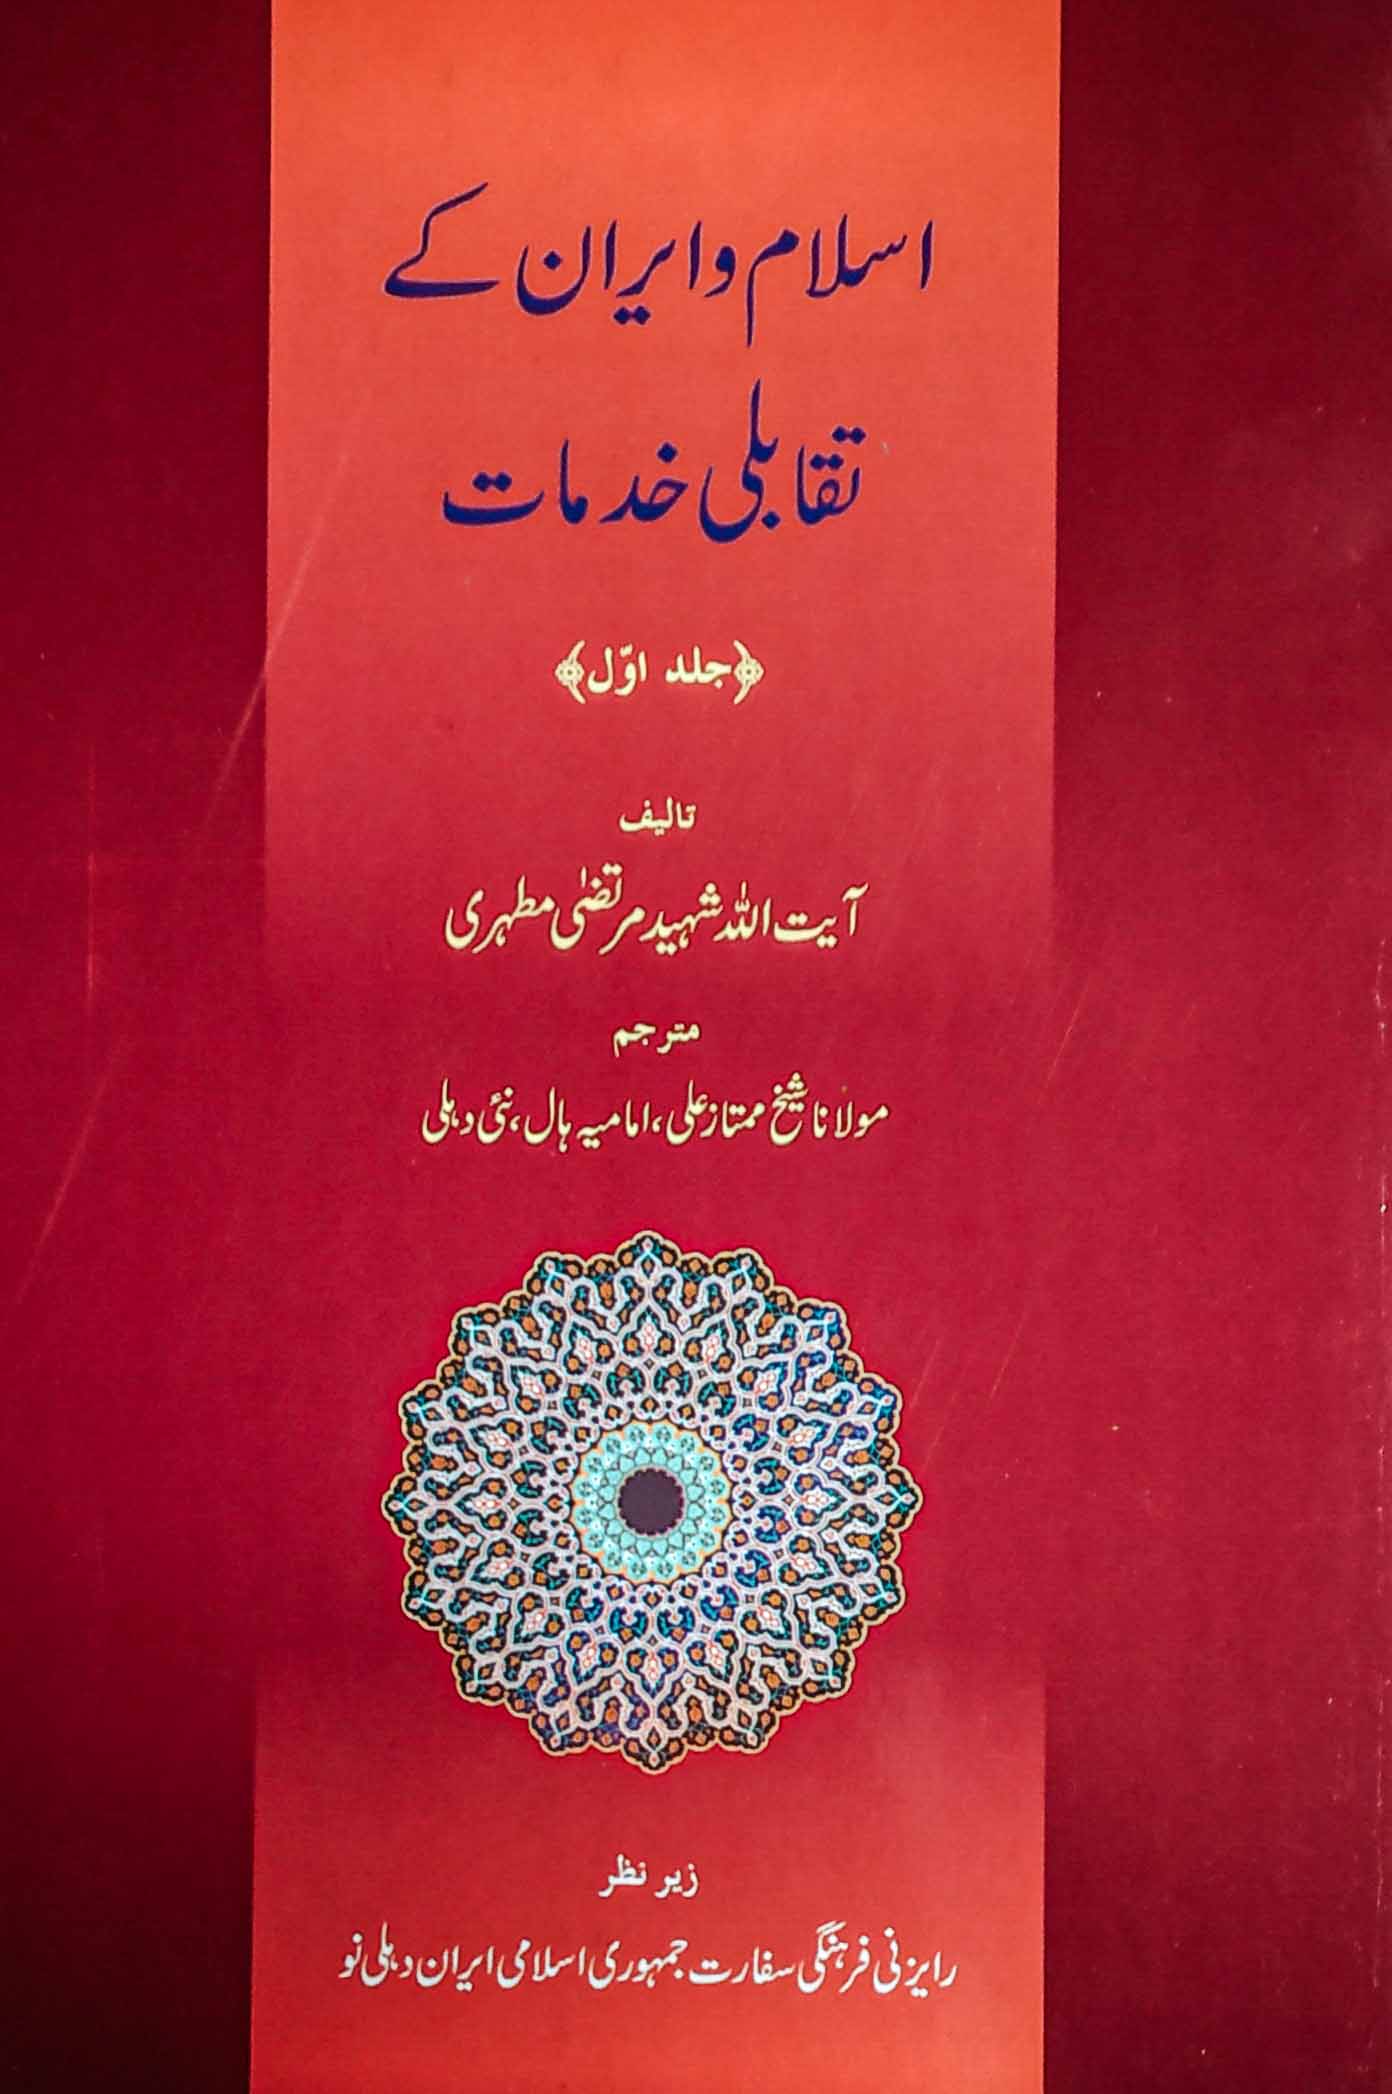 اسلام و ایران کے
تقابلی خدمات
﴿جلد اوّل﴾
تالیف
آیت اللہ شہید مرتضیٰ مطہری
مترجم
مولانا شیخ ممتاز علی، امامیہ ہال، نئی دہلی
زیر نظر
رایزنی فرہنگی سفارت جمہوری اسلامی ایران دہلی نو